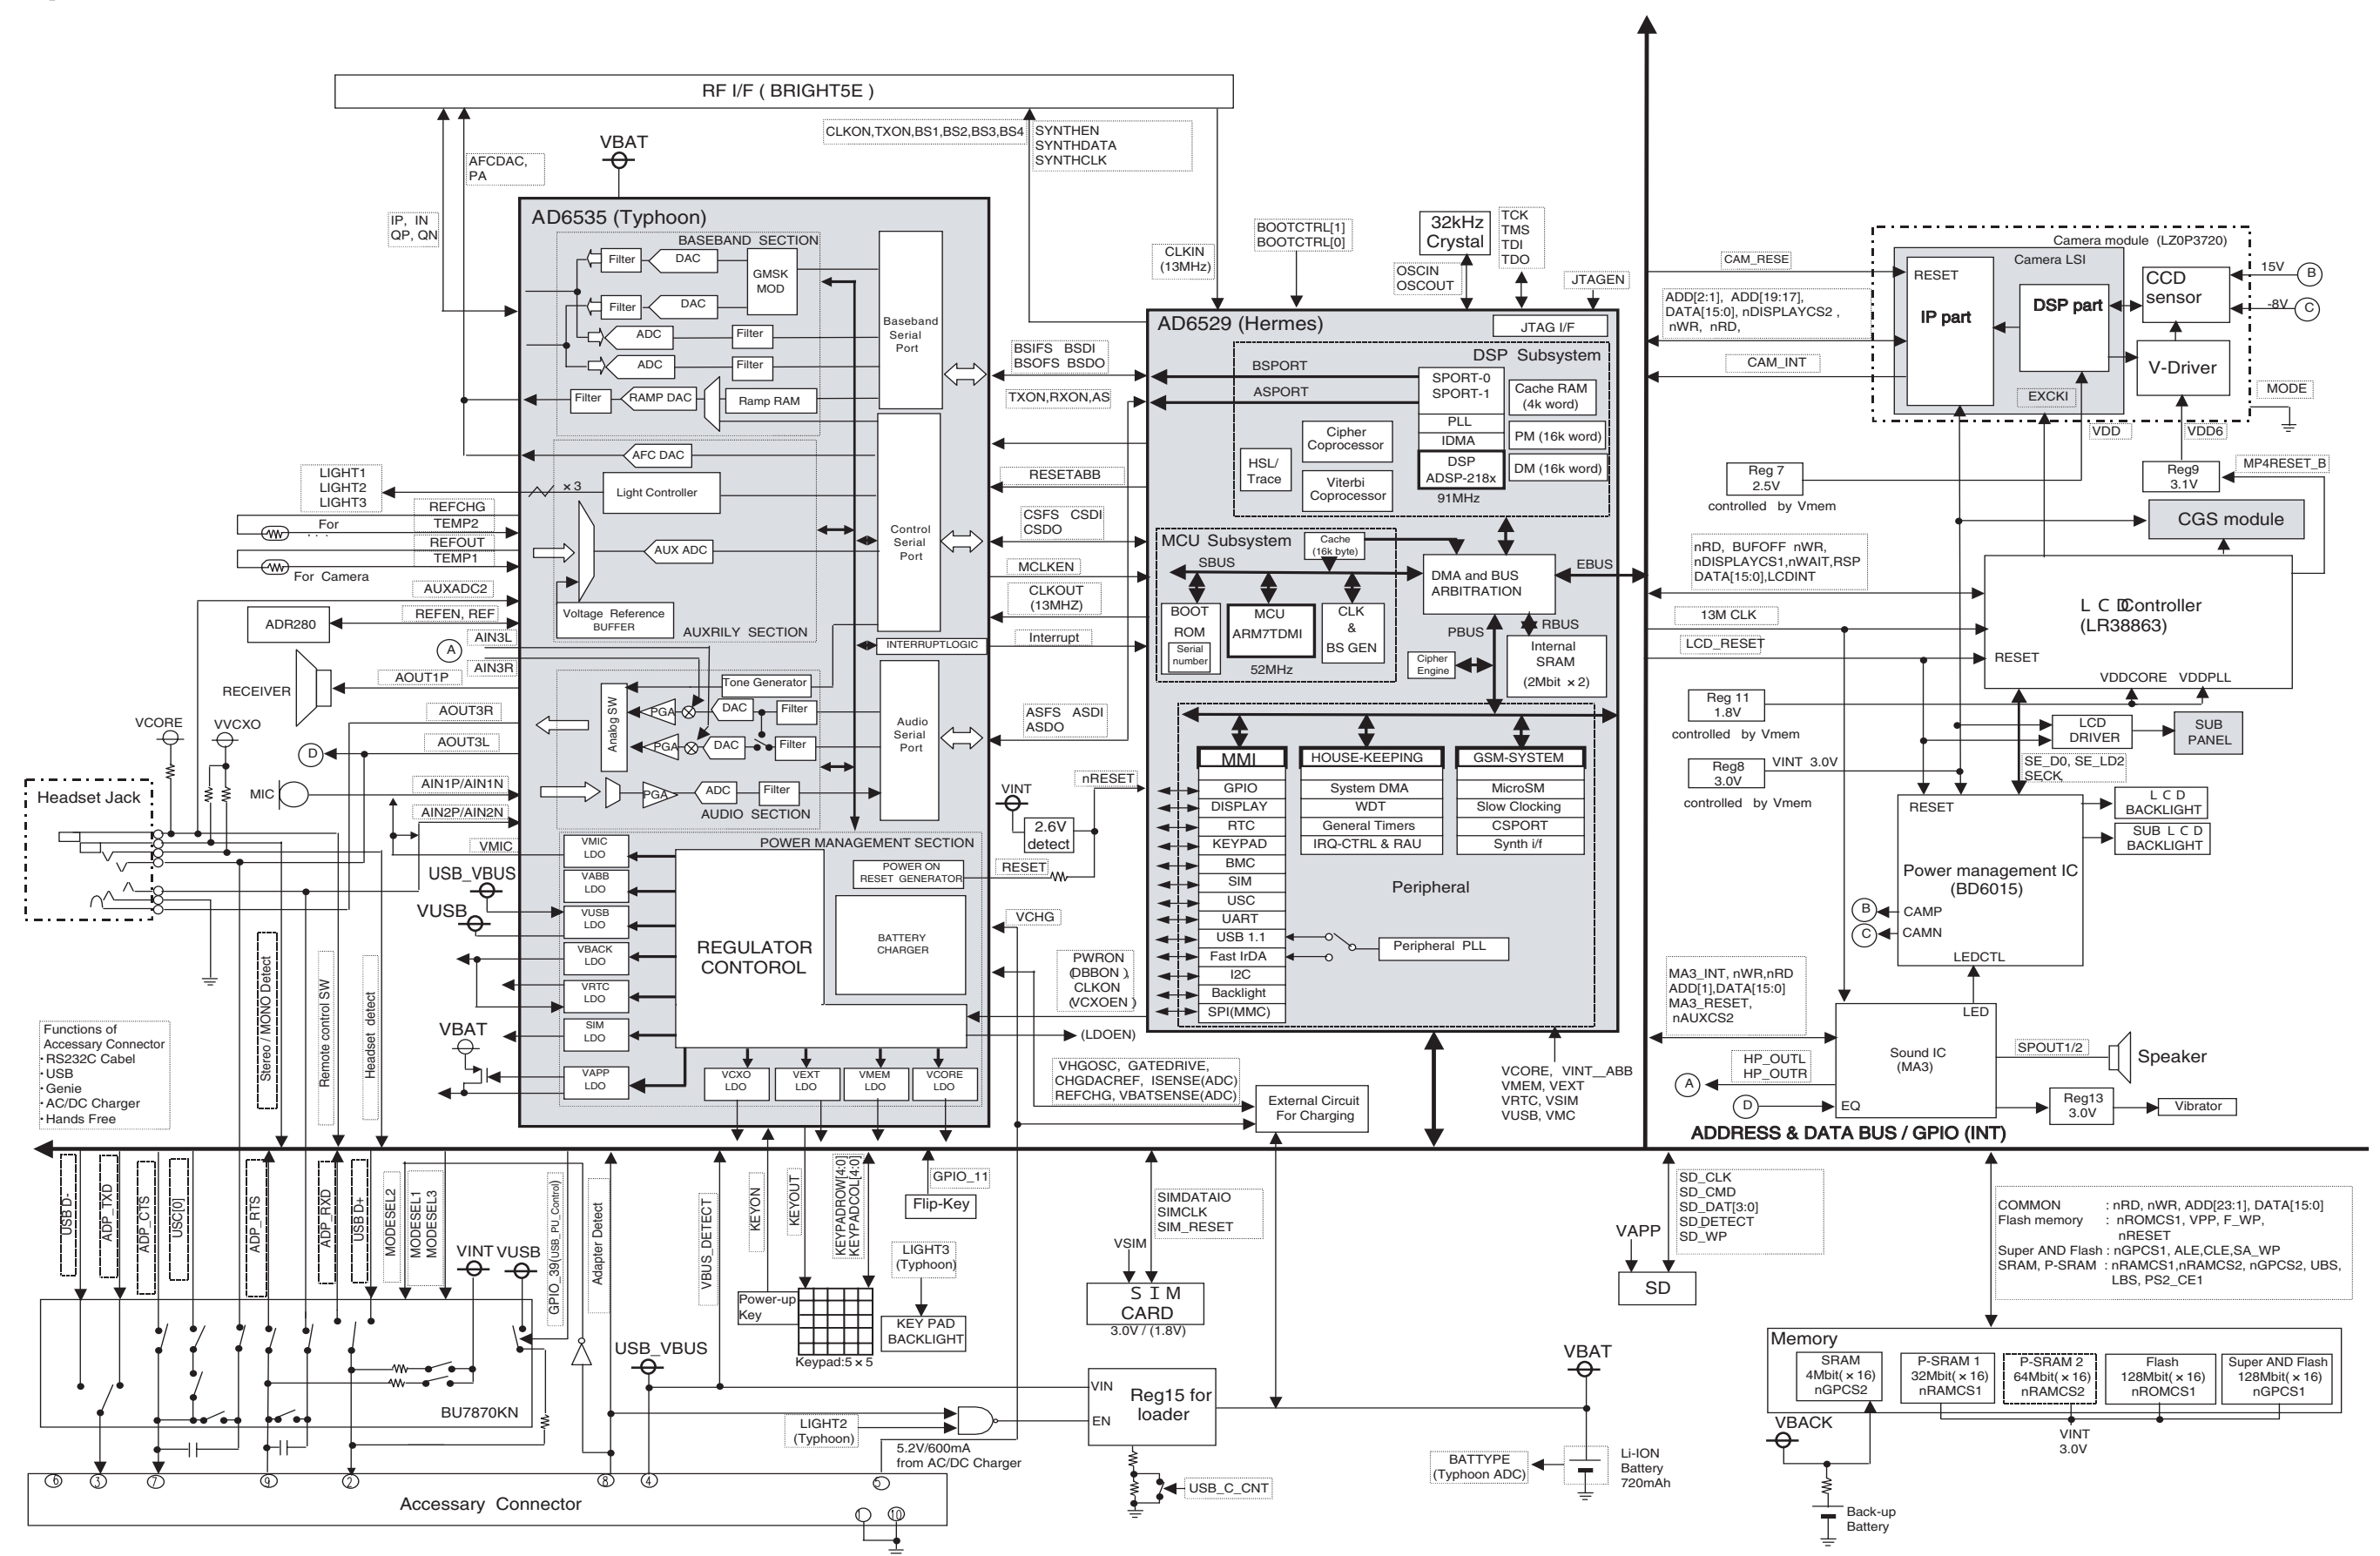 RF I/F ( BRIGHT5E )
CLKON,TXON,BS1,BS2,BS3,BS4
SYNTHEN
SYNTHDATA
SYNTHCLK
VBAT
AFCDAC,
PA
IP, IN
QP, QN
CLKIN
(13MHz)
BOOTCTRL[1]
BOOTCTRL[0]
32kHz
Crystal
TCK
TMS
TDI
TDO
OSCIN
OSCOUT
JTAGEN
AD6535 (Typhoon)
BASEBAND SECTION
Filter
DAC
GMSK
MOD
Filter
DAC
ADC
Filter
ADC
Filter
Filter
RAMP DAC
Ramp RAM
Baseband
Serial
Port
AFC DAC
Light Controller
× 3
AUX ADC
Voltage Reference
BUFFER
AUXRILY SECTION
Control
Serial
Port
INTERRUPTLOGIC
Tone Generator
Analog SW
PGA
DAC
Filter
PGA
DAC
Filter
PGA
ADC
Filter
AUDIO SECTION
Audio
Serial
Port
POWER MANAGEMENT SECTION
VMIC
LDO
VABB
LDO
VUSB
LDO
VBACK
LDO
VRTC
LDO
SIM
LDO
VAPP
LDO
REGULATOR
CONTOROL
POWER ON
RESET GENERATOR
BATTERY
CHARGER
VCXO
LDO
VEXT
LDO
VMEM
LDO
VCORE
LDO
LIGHT1
LIGHT2
LIGHT3
REFCHG
For
. . .
TEMP2
REFOUT
TEMP1
For Camera
AUXADC2
ADR280
REFEN, REF
AIN3L
A
AIN3R
RECEIVER
AOUT1P
VCORE
VVCXO
AOUT3R
AOUT3L
D
MIC
AIN1P/AIN1N
AIN2P/AIN2N
VMIC
Headset Jack
USB_VBUS
VUSB
VBAT
Stereo / MONO Detect
Remote control SW
Headset detect
Functions of
Accessary Connector
・RS232C Cabel
・USB
・Genie
・AC/DC Charger
・Hands Free
BSIFS BSDI
BSOFS BSDO
TXON,RXON,AS
RESETABB
CSFS CSDI
CSDO
MCLKEN
CLKOUT
(13MHZ)
Interrupt
ASFS ASDI
ASDO
nRESET
VINT
2.6V
detect
RESET
VCHG
PWRON
(DBBON ),
CLKON
(VCXOEN )
(LDOEN)
VHGOSC, GATEDRIVE,
CHGDACREF, ISENSE(ADC)
REFCHG, VBATSENSE(ADC)
External Circuit
For Charging
AD6529 (Hermes)
JTAG I/F
DSP Subsystem
BSPORT
ASPORT
SPORT-0
SPORT-1
PLL
IDMA
DSP
ADSP-218x
91MHz
Cache RAM
(4k word)
PM (16k word)
DM (16k word)
Cipher
Coprocessor
HSL/
Trace
Viterbi
Coprocessor
MCU Subsystem
Cache
(16k byte)
SBUS
BOOT
ROM
Serial
number
MCU
ARM7TDMI
CLK
&
BS GEN
52MHz
DMA and BUS
ARBITRATION
EBUS
PBUS
RBUS
Cipher
Engine
Internal
SRAM
(2Mbit × 2)
MMI
GPIO
DISPLAY
RTC
KEYPAD
BMC
SIM
USC
UART
USB 1.1
Fast IrDA
I2C
Backlight
SPI(MMC)
HOUSE-KEEPING
System DMA
WDT
General Timers
IRQ-CTRL & RAU
GSM-SYSTEM
MicroSM
Slow Clocking
CSPORT
Synth i/f
Peripheral
Peripheral PLL
VCORE, VINT__ABB
VMEM, VEXT
VRTC, VSIM
VUSB, VMC
CAM_RESE
ADD[2:1], ADD[19:17],
DATA[15:0], nDISPLAYCS2 ,
nWR, nRD,
CAM_INT
Camera module (LZ0P3720)
Camera LSI
RESET
IP part
DSP part
CCD
sensor
V-Driver
EXCKI
15V
B
-8V
C
MODE
VDD
VDD6
Reg 7
2.5V
controlled by Vmem
Reg9
3.1V
MP4RESET_B
CGS module
nRD, BUFOFF nWR,
nDISPLAYCS1,nWAIT,RSP
DATA[15:0],LCDINT
13M CLK
LCD_RESET
L C D Controller
(LR38863)
RESET
VDDCORE VDDPLL
Reg 11
1.8V
controlled by Vmem
LCD
DRIVER
SUB
PANEL
Reg8
3.0V
VINT 3.0V
controlled by Vmem
SE_D0, SE_LD2
SECK,
RESET
Power management IC
(BD6015)
L C D
BACKLIGHT
SUB L C D
BACKLIGHT
B
CAMP
C
CAMN
LEDCTL
MA3_INT, nWR,nRD
ADD[1],DATA[15:0]
MA3_RESET,
nAUXCS2
LED
Sound IC
(MA3)
SPOUT1/2
Speaker
HP_OUTL
HP_OUTR
A
D
EQ
Reg13
3.0V
Vibrator
ADDRESS & DATA BUS / GPIO (INT)
USB D-
ADP_TXD
ADP_CTS
USC[0]
ADP_RTS
ADP_RXD
USB D+
MODESEL2
MODESEL1
MODESEL3
VINT
VUSB
GPIO_39(USB_PU_Control)
Adapter Detect
VBUS_DETECT
KEYON
KEYOUT
KEYPADROW[4:0]
KEYPADCOL[4:0]
GPIO_11
Flip-Key
LIGHT3
(Typhoon)
KEY PAD
BACKLIGHT
Power-up
Key
Keypad:5 × 5
SIMDATAIO
SIMCLK
SIM_RESET
VSIM
S I M
CARD
3.0V / (1.8V)
SD_CLK
SD_CMD
SD_DAT[3:0]
SD_DETECT
SD_WP
VAPP
SD
COMMON : nRD, nWR, ADD[23:1], DATA[15:0]
Flash memory : nROMCS1, VPP, F_WP,
nRESET
Super AND Flash : nGPCS1, ALE,CLE,SA_WP
SRAM, P-SRAM : nRAMCS1,nRAMCS2, nGPCS2, UBS,
LBS, PS2_CE1
Memory
SRAM
4Mbit( × 16)
nGPCS2
P-SRAM 1
32Mbit( × 16)
nRAMCS1
P-SRAM 2
64Mbit( × 16)
nRAMCS2
Flash
128Mbit( × 16)
nROMCS1
Super AND Flash
128Mbit( × 16)
nGPCS1
VINT
3.0V
VBACK
Back-up
Battery
BU7870KN
USB_VBUS
VIN
EN
Reg15 for
loader
LIGHT2
(Typhoon)
5.2V/600mA
from AC/DC Charger
USB_C_CNT
VBAT
BATTYPE
(Typhoon ADC)
Li-ION
Battery
720mAh
6
3
7
9
2
8
4
5
1
10
Accessary Connector